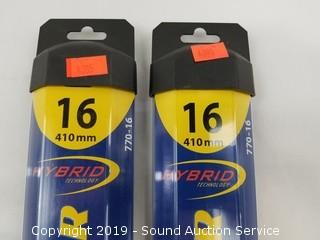 16
410mm
770-16
HYBRID
TECHNOLOGY
R
16
410mm
770-16
HYBRID
TECHNOLOGY
R
Copyright 2019 - Sound Auction Service